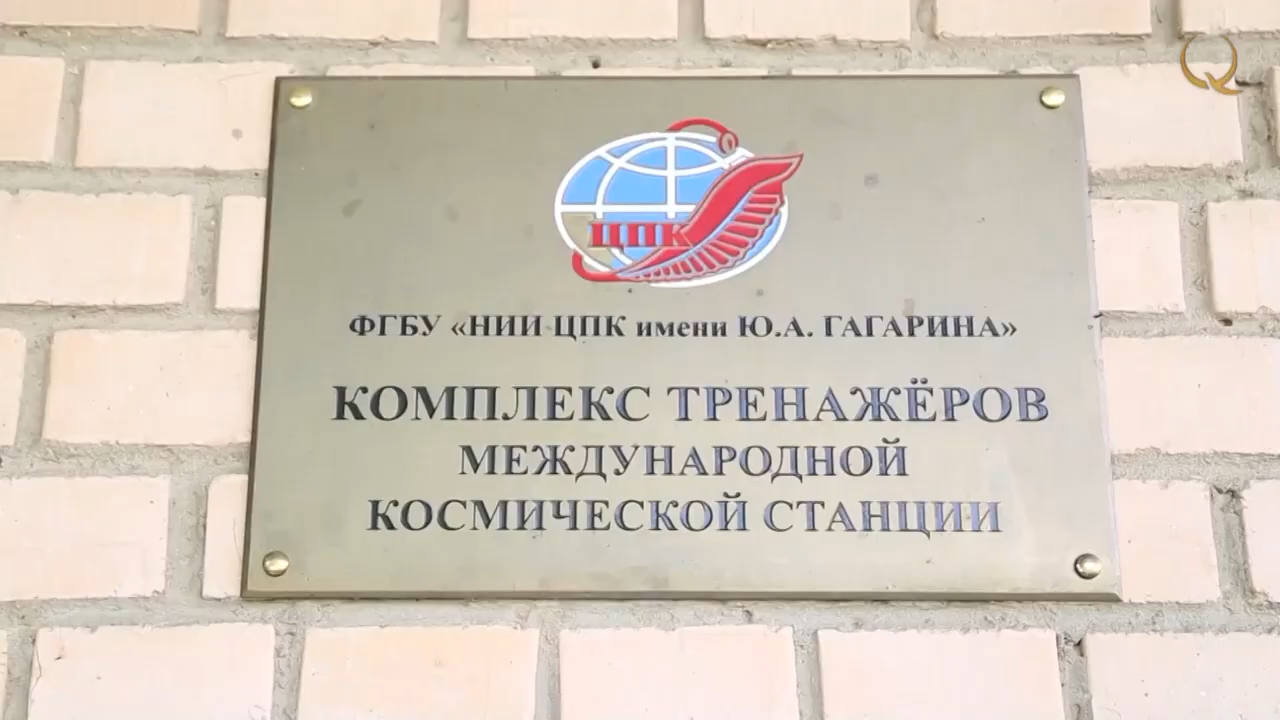 ЦПК
ФГБУ «НИИ ЦПК имени Ю.А. ГАГАРИНА»
КОМПЛЕКС ТРЕНАЖЁРОВ
МЕЖДУНАРОДНОЙ
КОСМИЧЕСКОЙ СТАНЦИИ